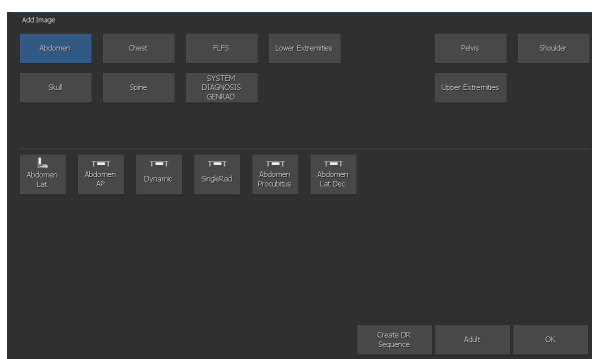 Add Image
Abdomen
Chest
FLFS
Lower Extremities
Pelvis
Shoulder
Skull
Spine
SYSTEM
DIAGNOSIS
GENRAD
Upper Extremities
Abdomen
Lat
Abdomen
AP
Dynamic
SingleRad
Abdomen
Procubitus
Abdomen
Lat Dec
Create DR
Sequence
Adult
OK